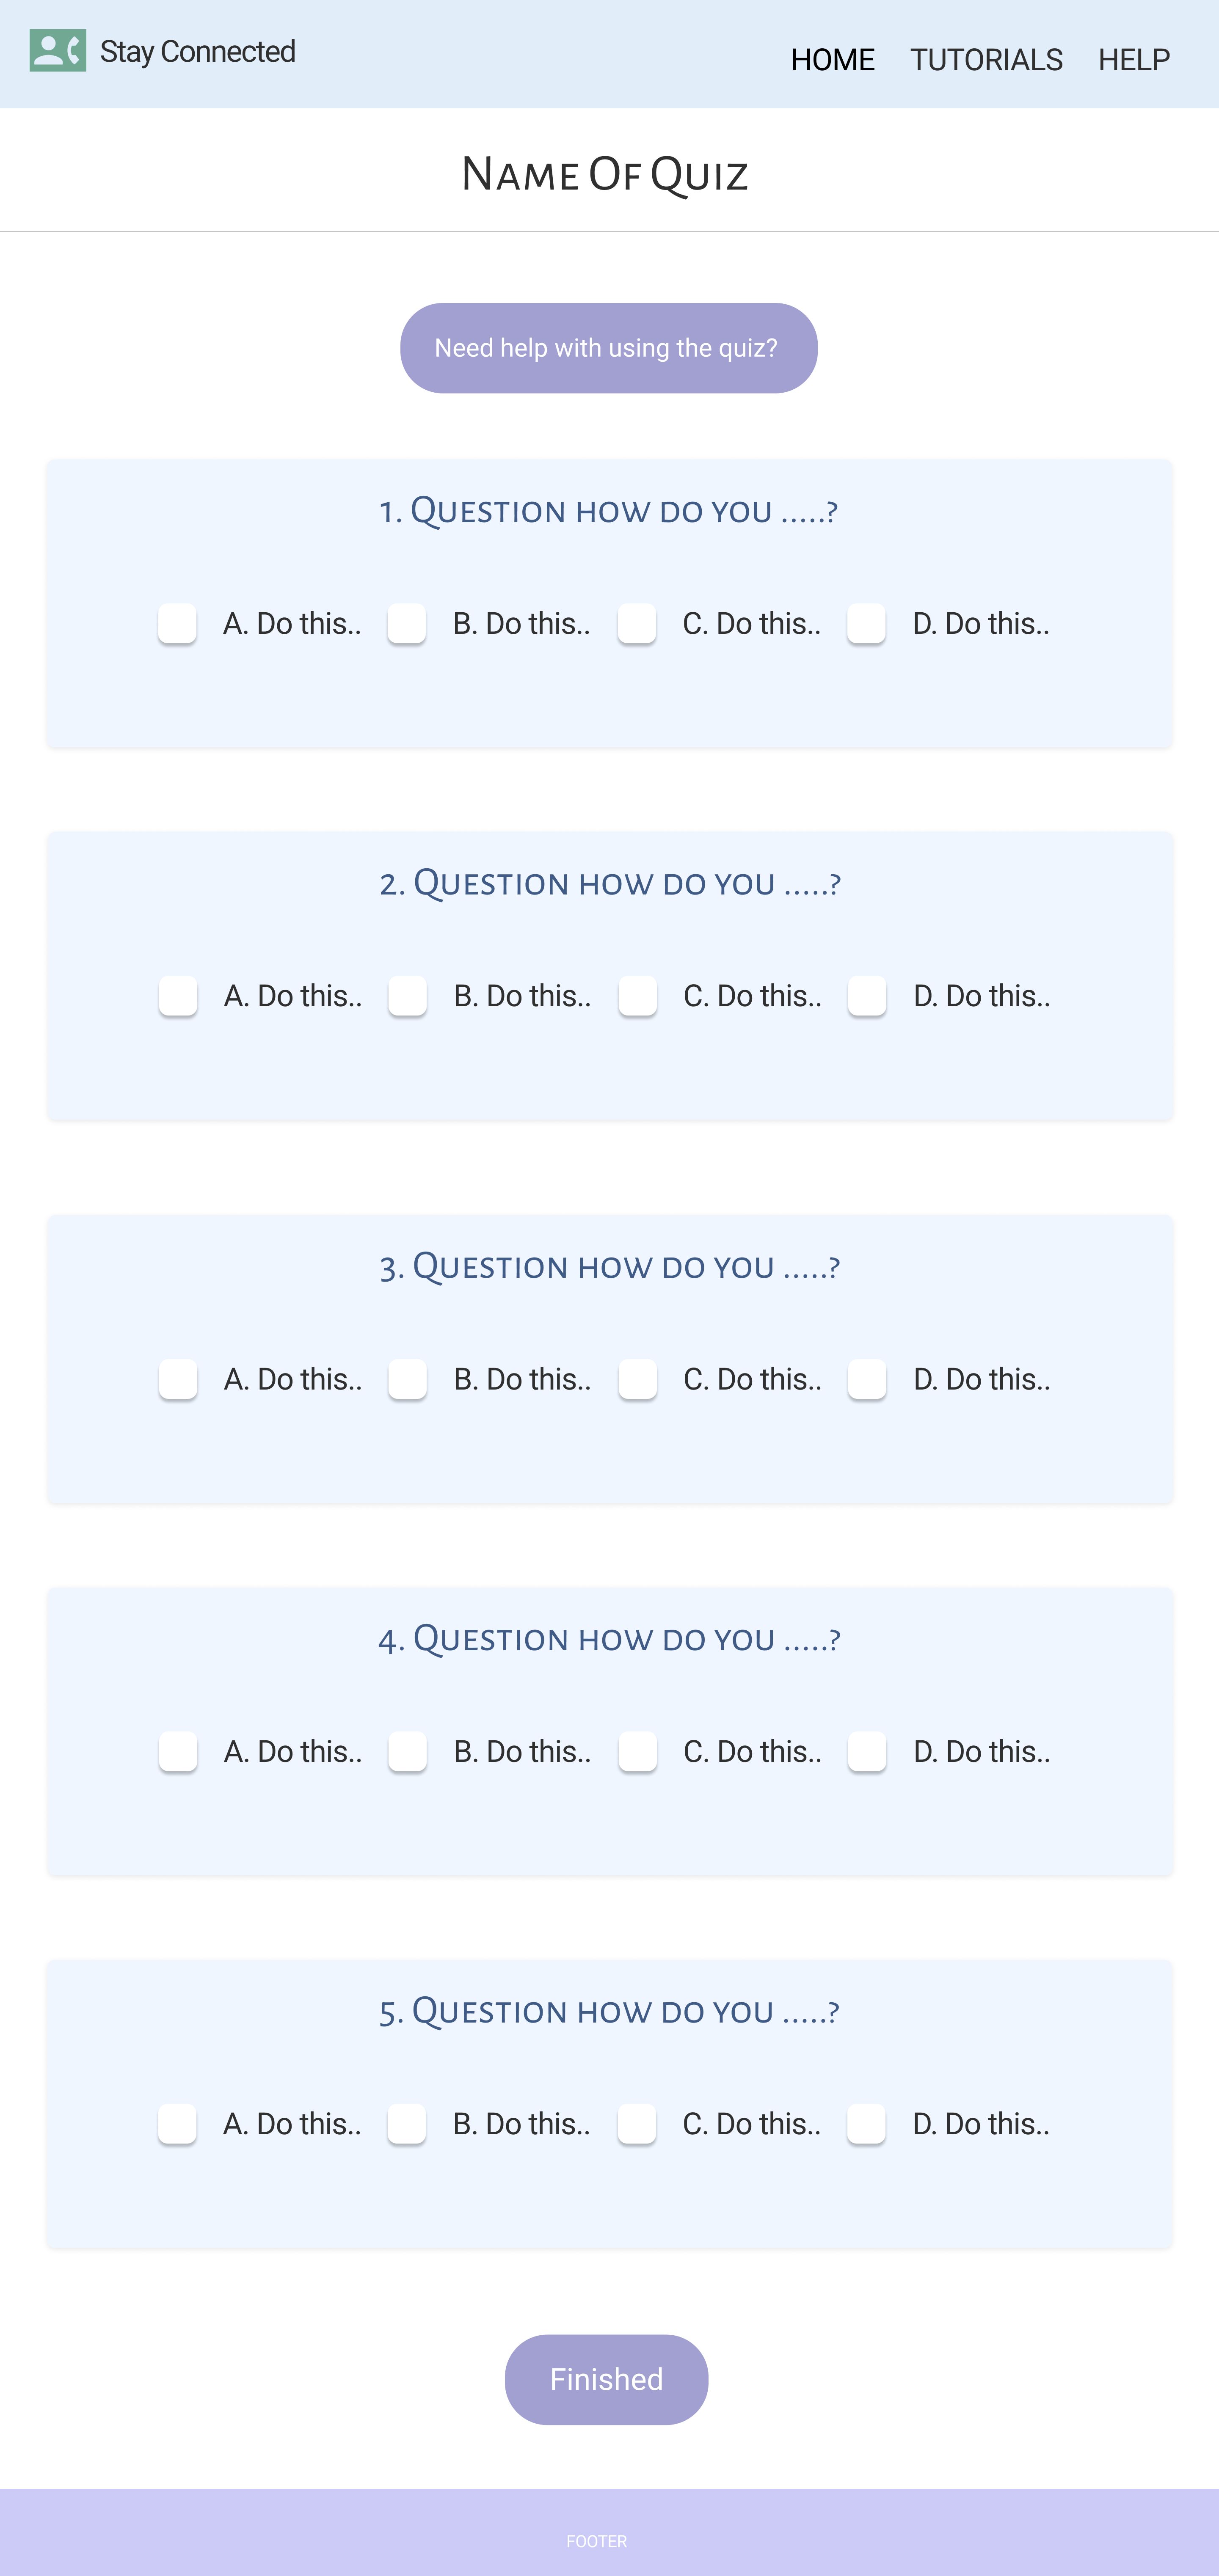 Stay Connected
HOME TUTORIALS HELP
Name Of Quiz
Need help with using the quiz?
1. Question how do you .....?
A. Do this.. B. Do this.. C. Do this.. D. Do this..
2. Question how do you .....?
A. Do this.. B. Do this.. C. Do this.. D. Do this..
3. Question how do you .....?
A. Do this.. B. Do this.. C. Do this.. D. Do this..
4. Question how do you .....?
A. Do this.. B. Do this.. C. Do this.. D. Do this..
5. Question how do you .....?
A. Do this.. B. Do this.. C. Do this.. D. Do this..
Finished
FOOTER